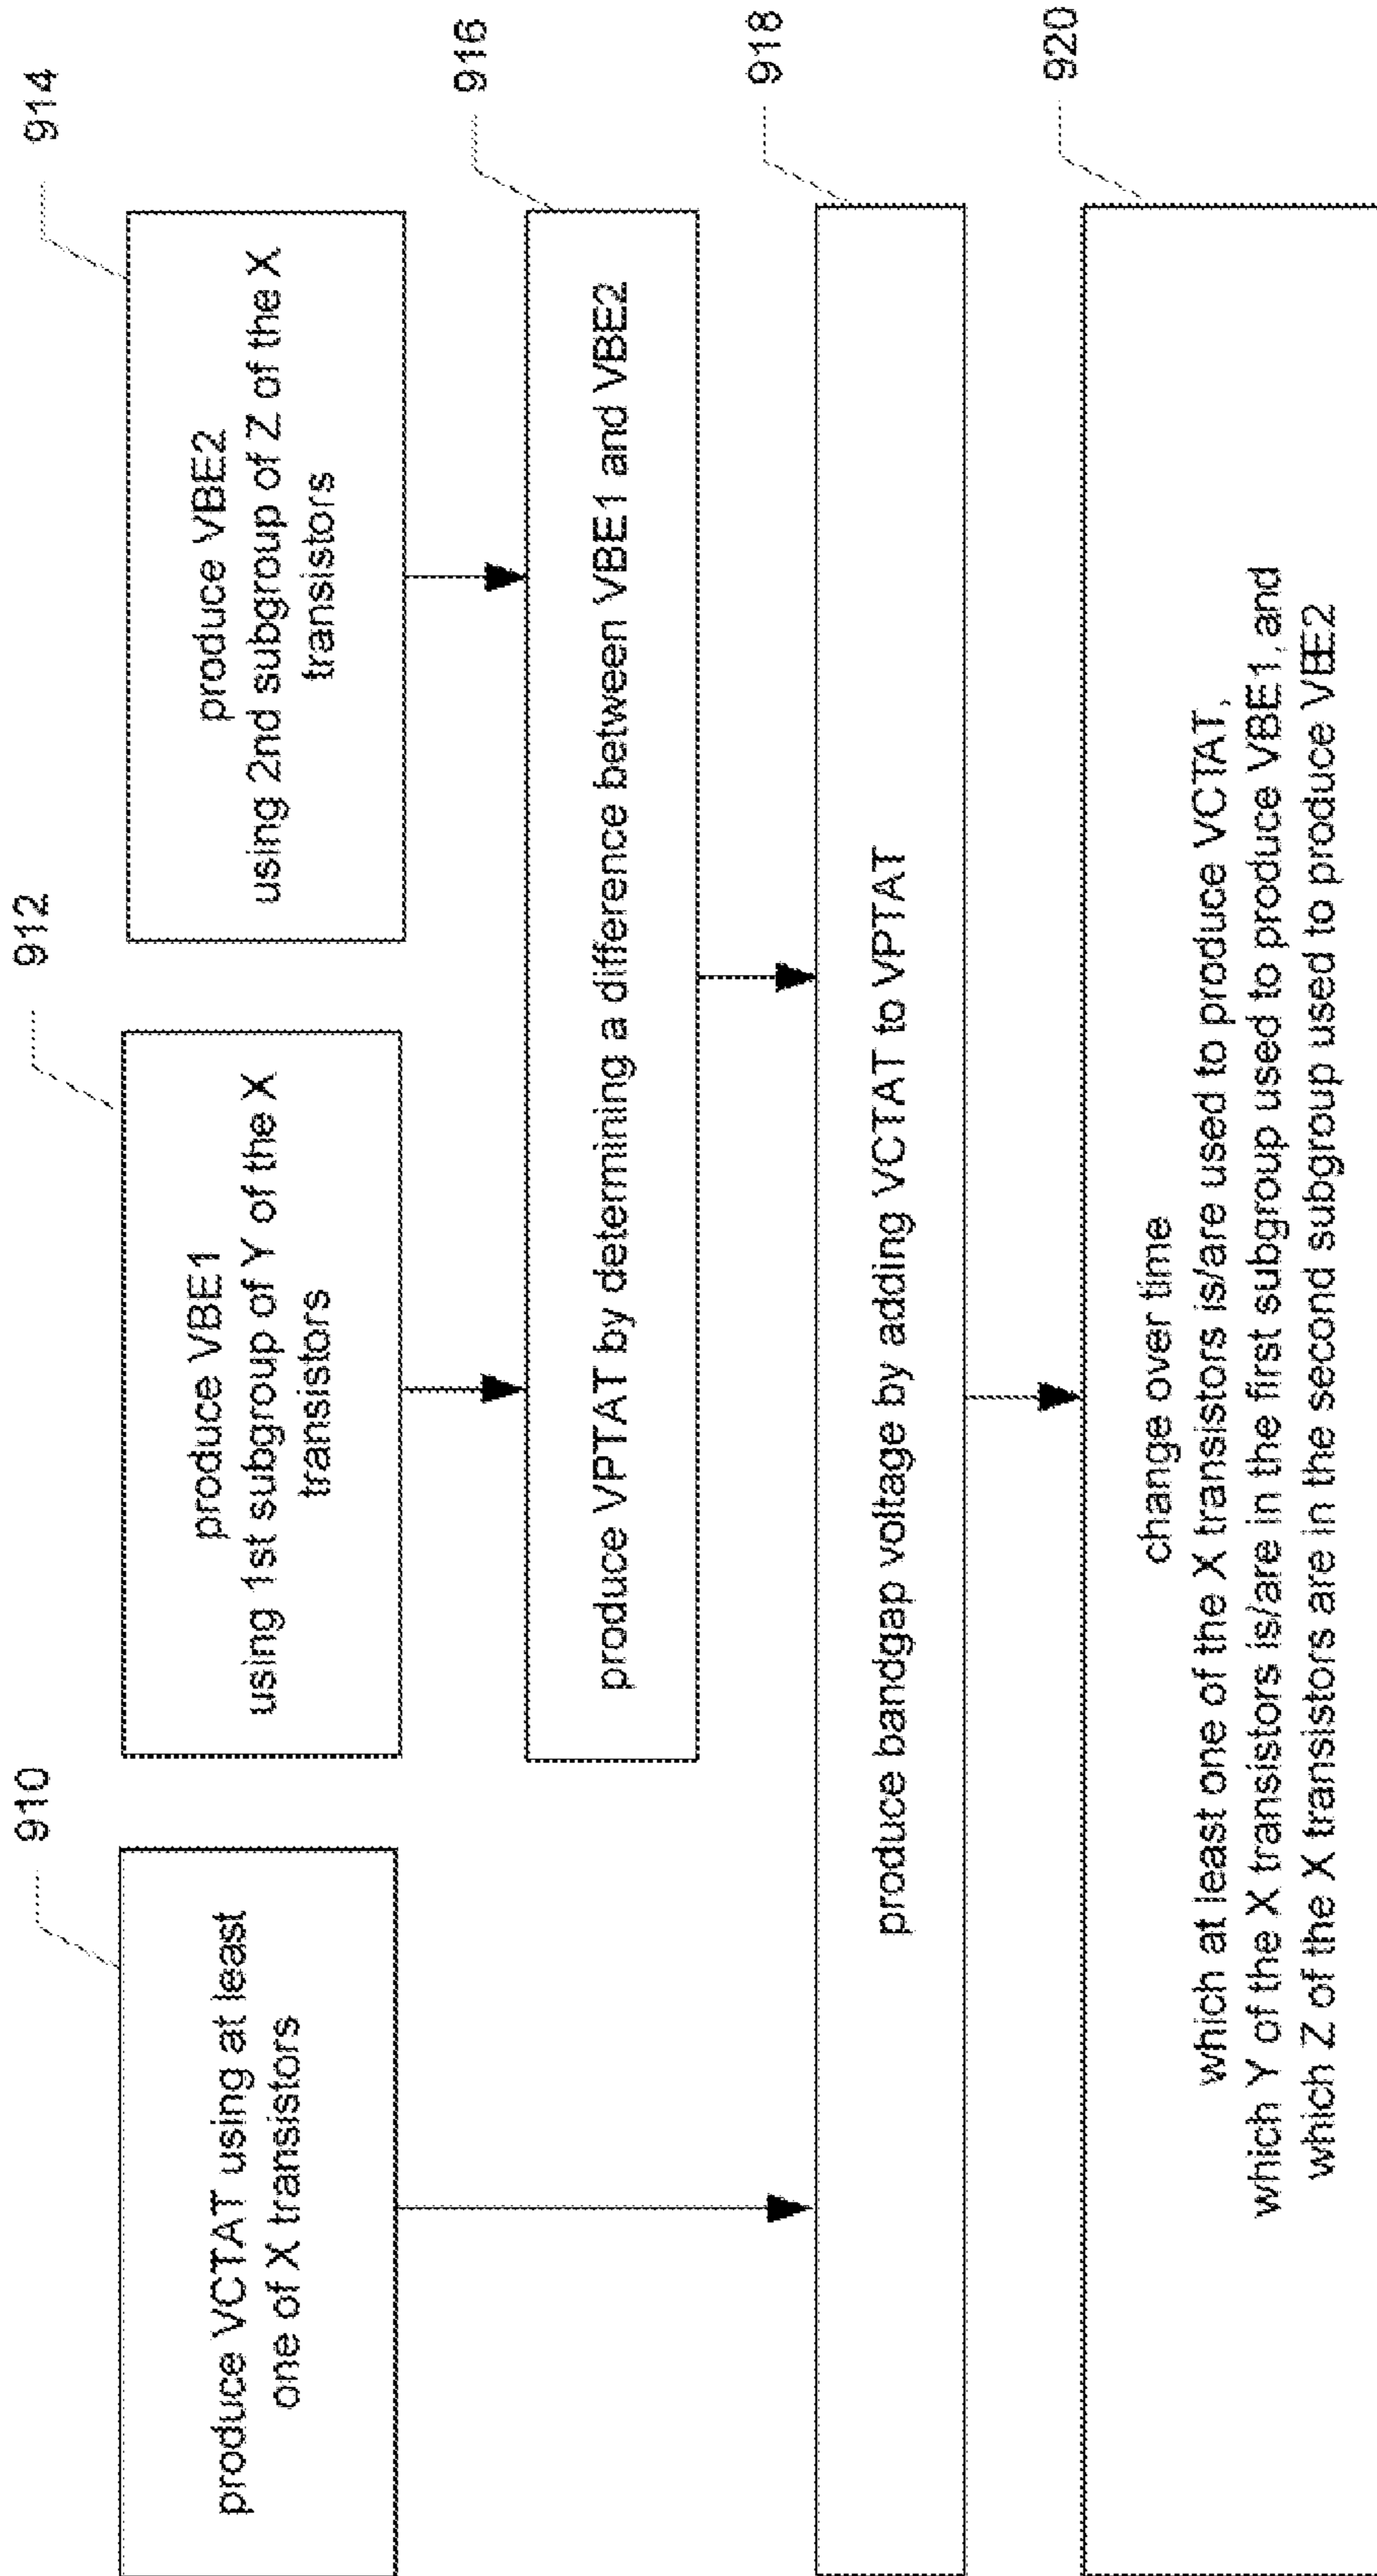 910
produce VCTAT using at least
one of X transistors
912
produce VBE1
using 1st subgroup of Y of the X
transistors
914
produce VBE2
using 2nd subgroup of Z of the X
transistors
916
produce VPTAT by determining a difference between VBE1 and VBE2
918
produce bandgap voltage by adding VCTAT to VPTAT
920
change over time
which at least one of the X transistors is/are used to produce VCTAT,
which Y of the X transistors is/are in the first subgroup used to produce VBE1, and
which Z of the X transistors are in the second subgroup used to produce VBE2